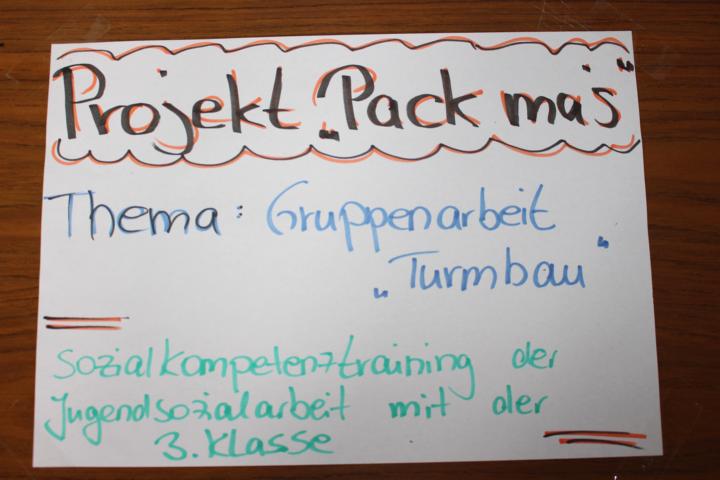 Projekt „Pack ma's"
Thema: Gruppenarbeit
„Turmbau"
Sozialkompetenztraining der
Jugendsozialarbeit mit der
3. Klasse